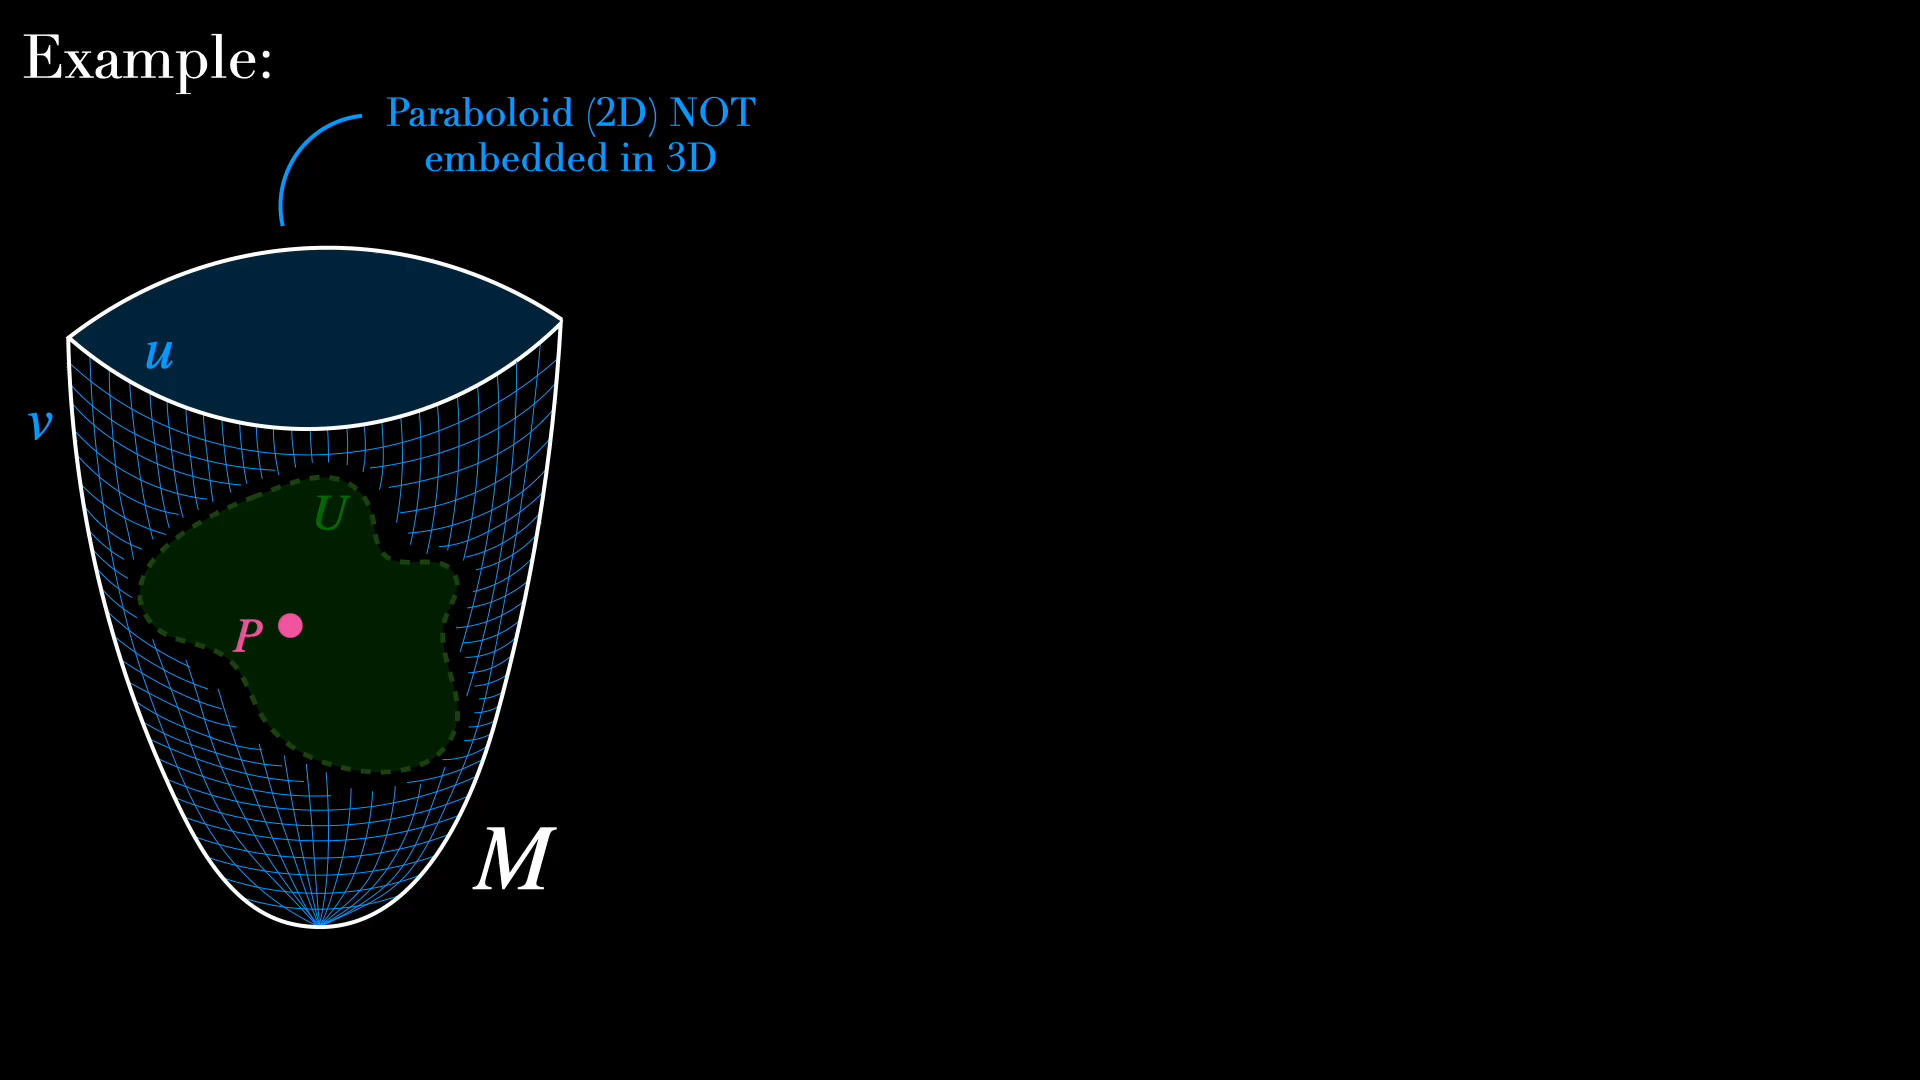 Example:
Paraboloid (2D) NOT
embedded in 3D
u
v
U
P
M